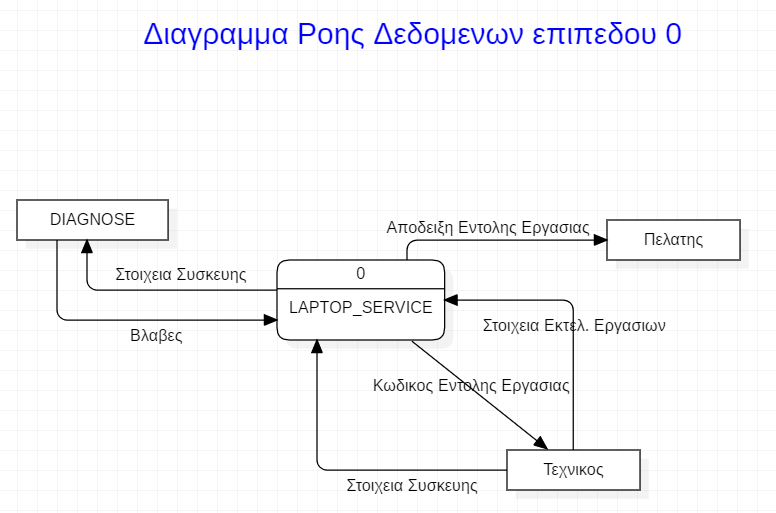 Διαγραμμα Ροης Δεδομενων επιπεδου 0
DIAGNOSE
Αποδειξη Εντολης Εργασιας
Πελατης
Στοιχεια Συσκευης
0
LAPTOP_SERVICE
Βλαβες
Στοιχεια Εκτελ. Εργασιων
Κωδικος Εντολης Εργασιας
Τεχνικος
Στοιχεια Συσκευης